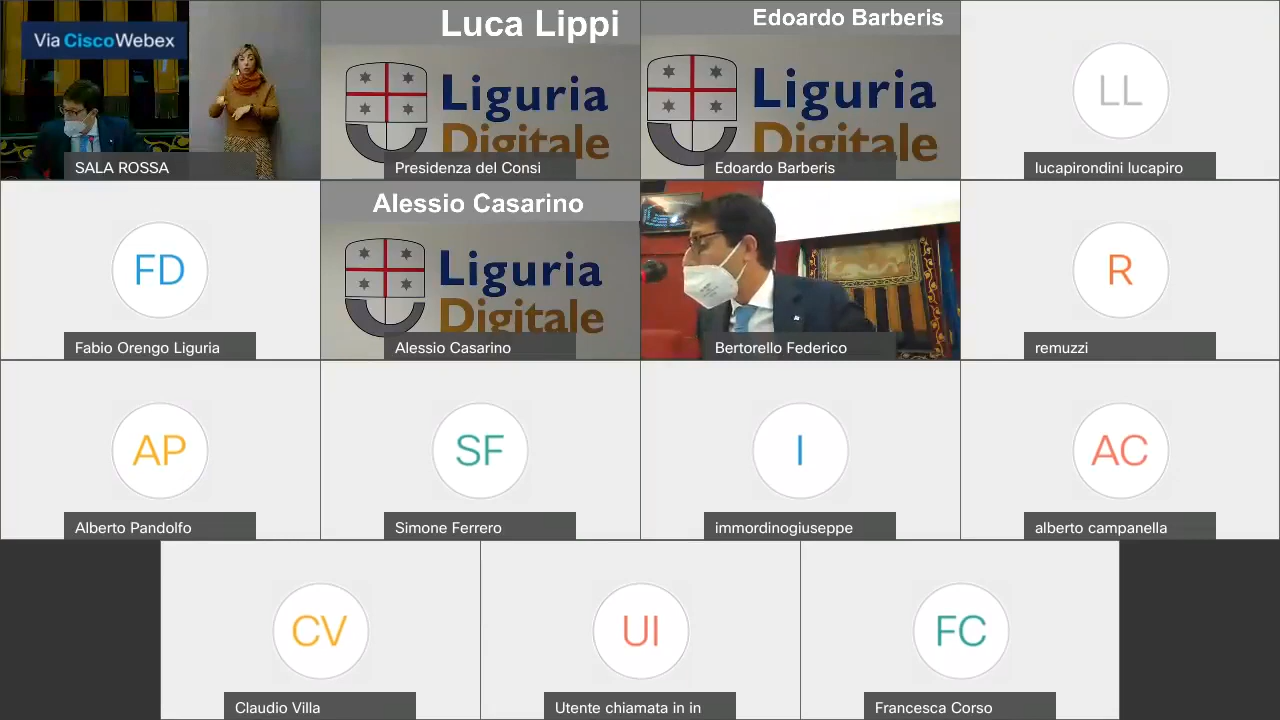 Via Cisco Webex
SALA ROSSA
Luca Lippi
Liguria
Digitale
Presidenza del Consi
Edoardo Barberis
Liguria
Digitale
Edoardo Barberis
LL
lucapirondini lucapiro
FD
Fabio Orengo Liguria
Alessio Casarino
Liguria
Digitale
Alessio Casarino
Bertorello Federico
R
remuzzi
AP
Alberto Pandolfo
SF
Simone Ferrero
I
immordinogiuseppe
AC
alberto campanella
CV
Claudio Villa
UI
Utente chiamata in in
FC
Francesca Corso